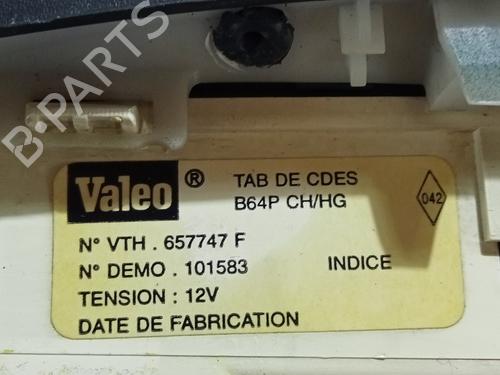 Valeo ® TAB DE CDES
B64P CH/HG
042
N° VTH . 657747 F
N° DEMO . 101583 INDICE
TENSION : 12V
DATE DE FABRICATION
B-PARTS